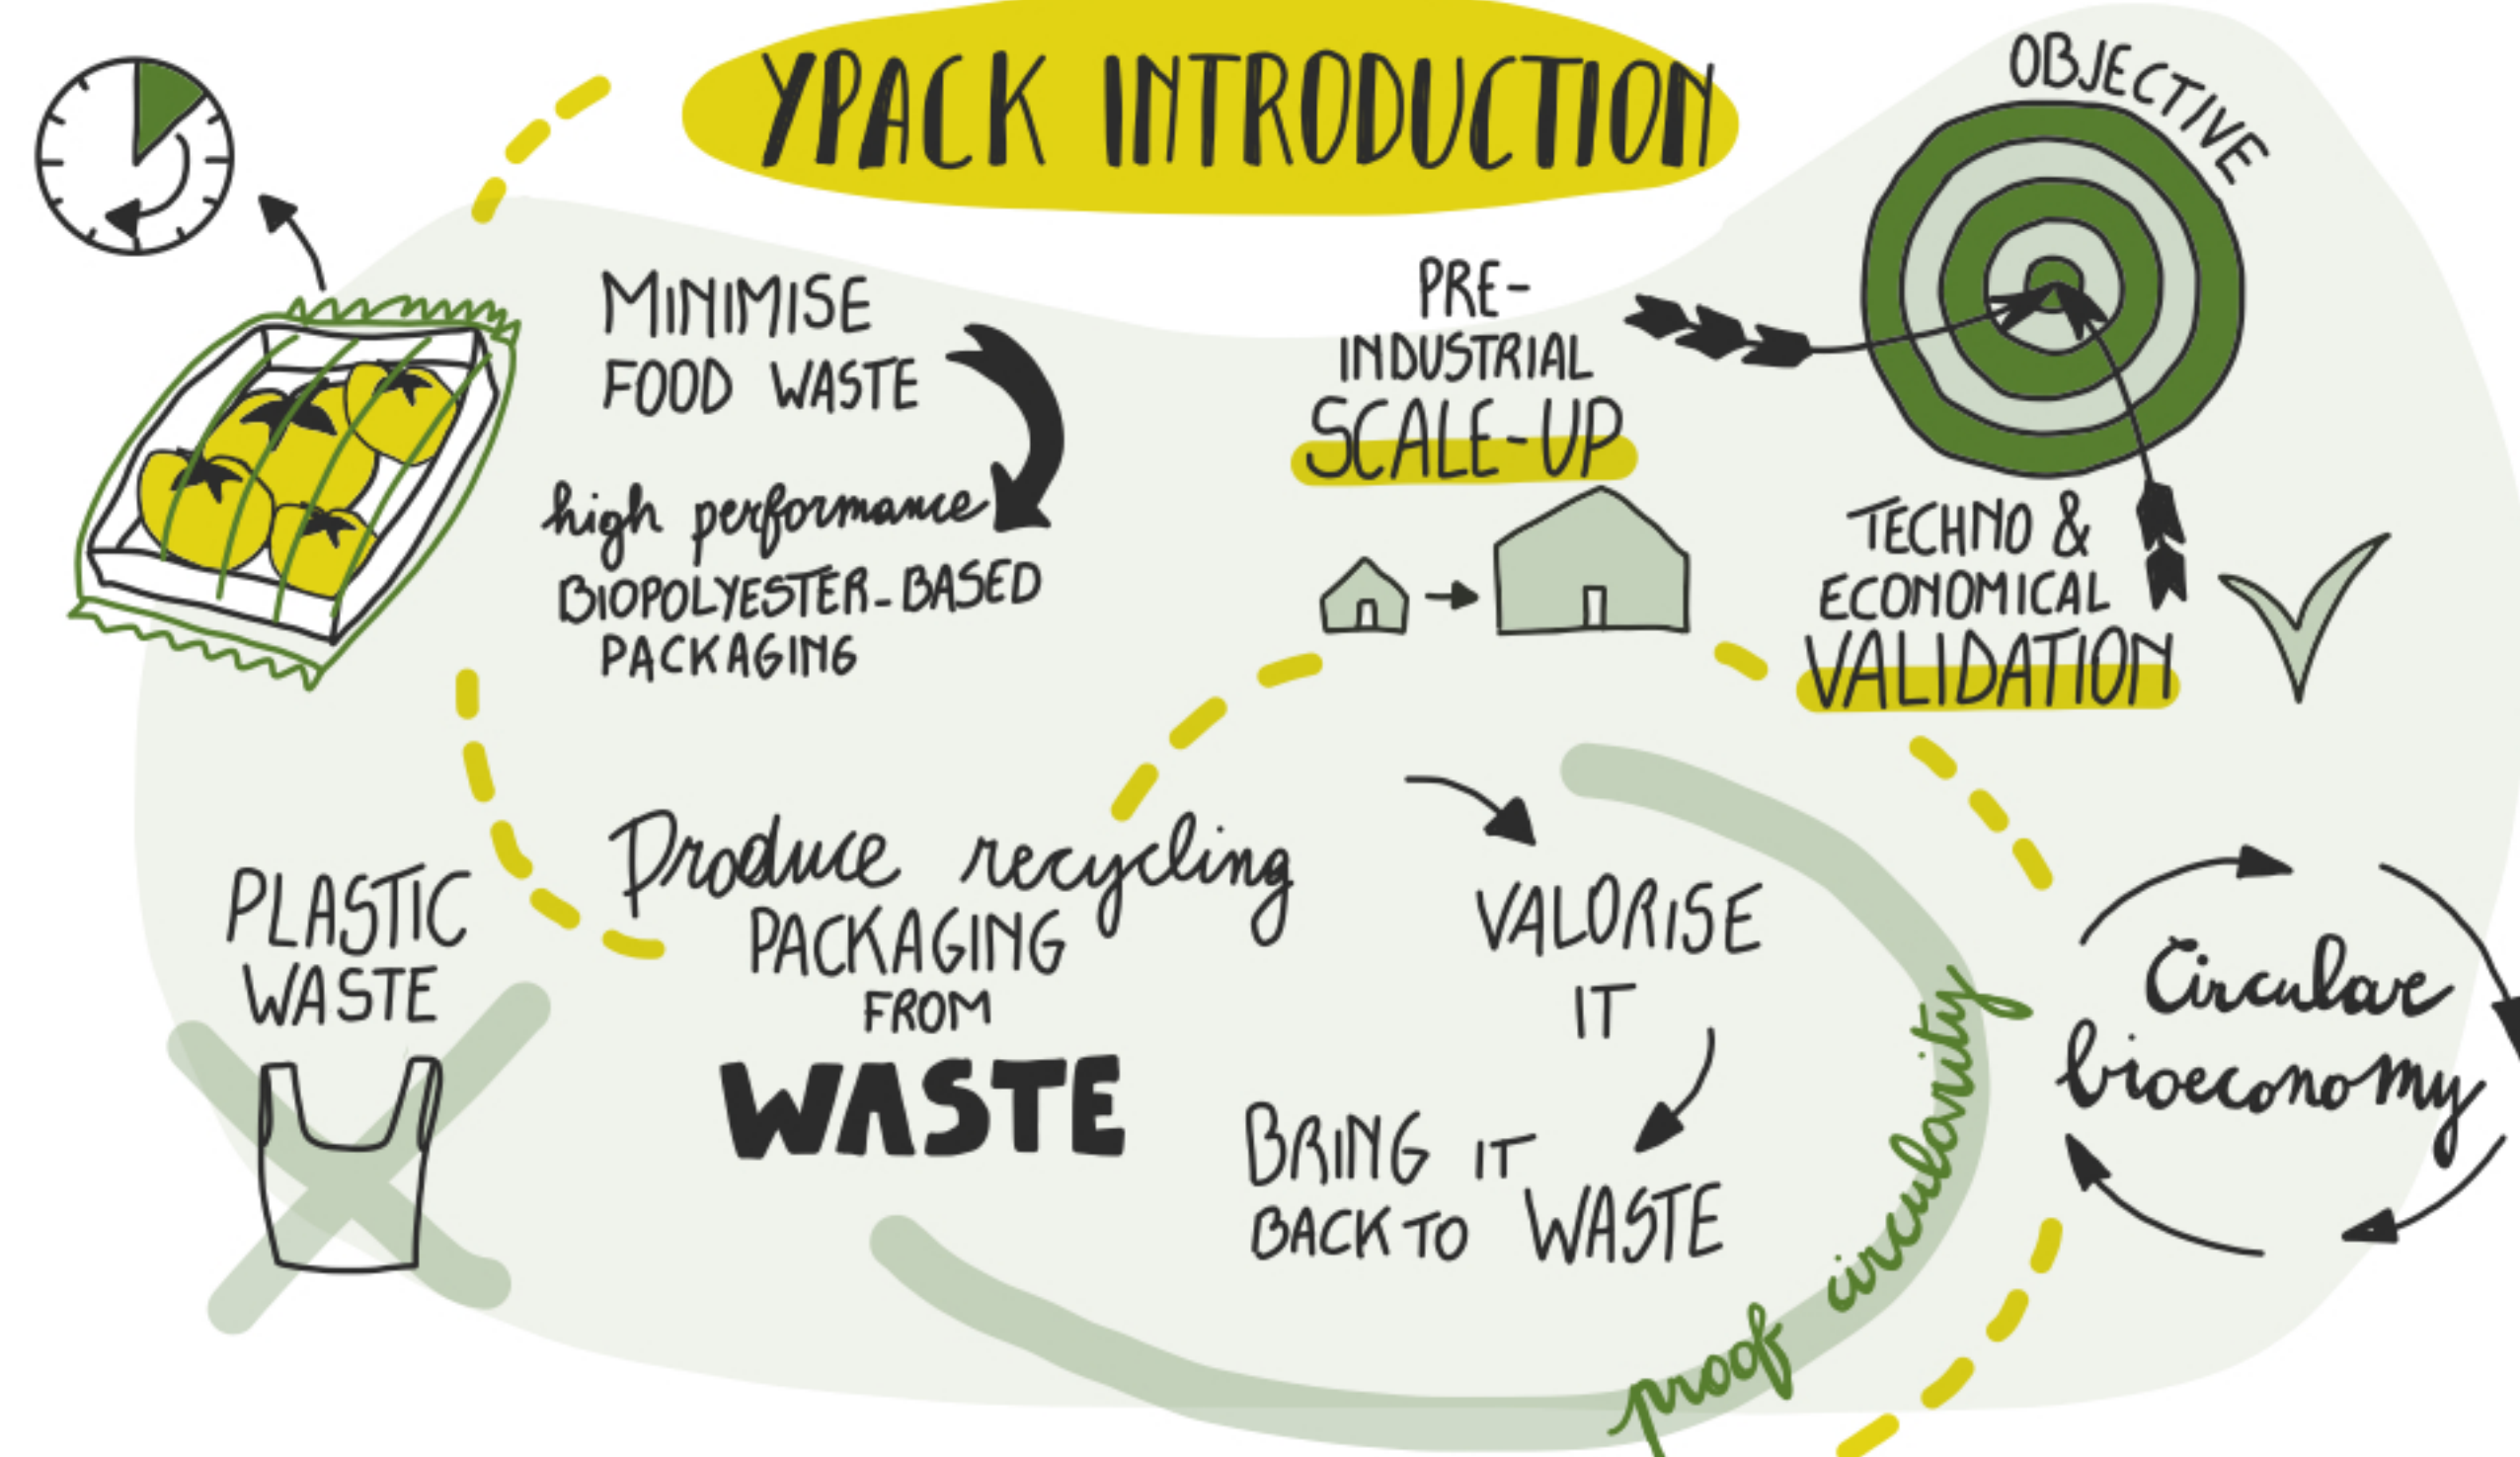 YPACK INTRODUCTION
OBJECTIVE
MINIMISE
FOOD WASTE
high performance
BIOPOLYESTER-BASED
PACKAGING
PRE-
INDUSTRIAL
SCALE-UP
TECHNO &
ECONOMICAL
VALIDATION
PLASTIC
WASTE
Produce recycling
PACKAGING
FROM
WASTE
VALORISE
IT
BRING IT
BACK TO WASTE
proof circularity
Circulare
bioeconomy